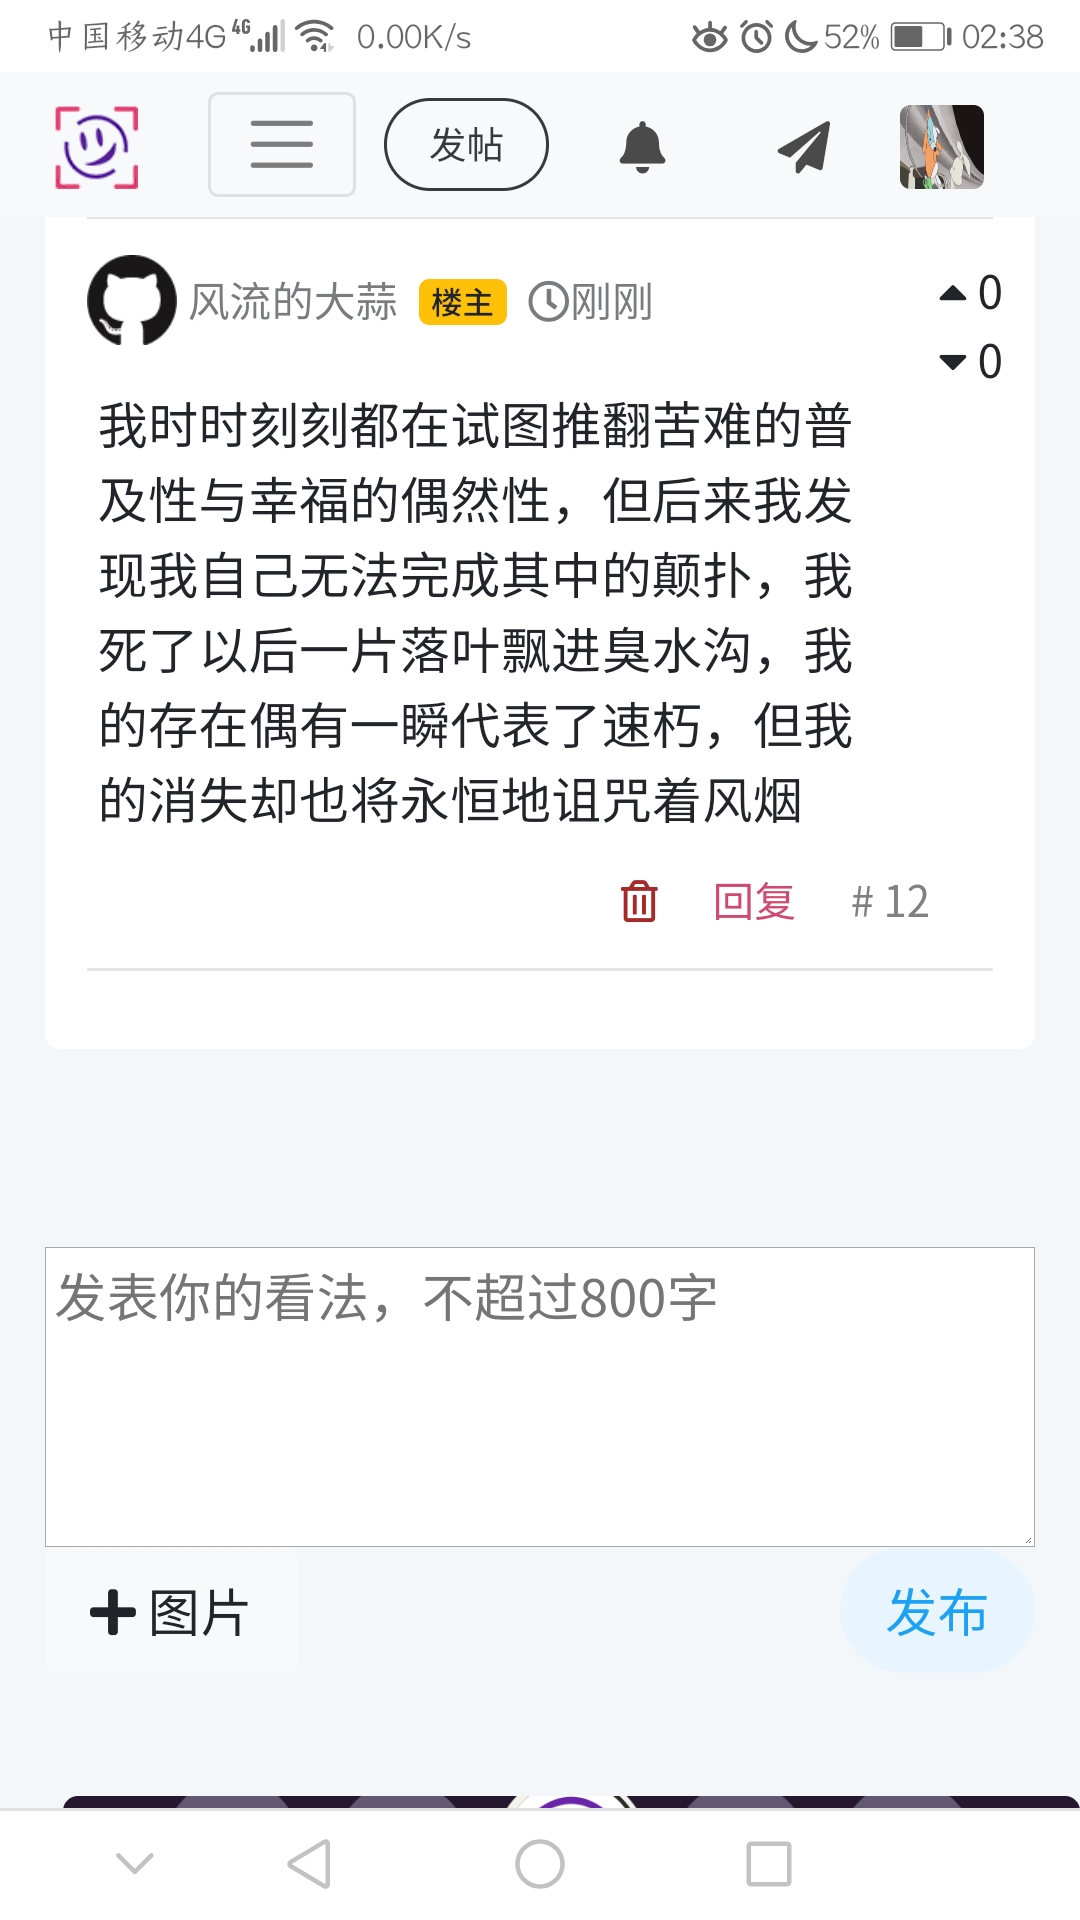 中国移动4G 4G 0.00K/s 52% 02:38
发帖
风流的大蒜 楼主 刚刚 0
0
我时时刻刻都在试图推翻苦难的普
及性与幸福的偶然性，但后来我发
现我自己无法完成其中的颠扑，我
死了以后一片落叶飘进臭水沟，我
的存在偶有一瞬代表了速朽，但我
的消失却也将永恒地诅咒着风烟
回复 # 12
发表你的看法，不超过800字
图片 发布